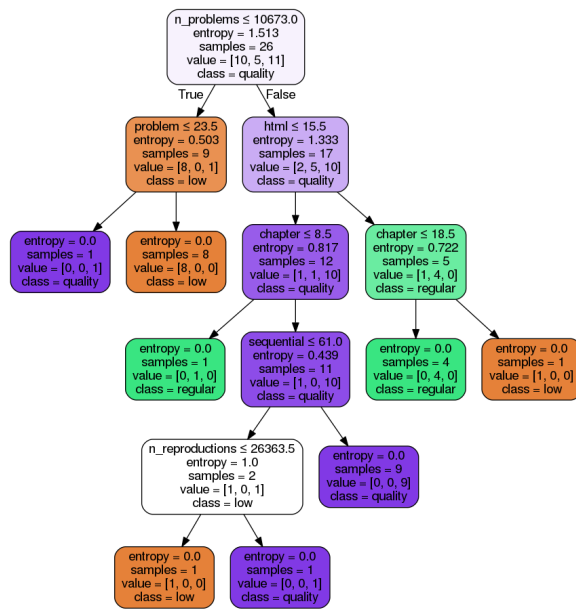 n_problems ≤ 10673.0
entropy = 1.513
samples = 26
value = [10, 5, 11]
class = quality
True
False
problem ≤ 23.5
entropy = 0.503
samples = 9
value = [8, 0, 1]
class = low
html ≤ 15.5
entropy = 1.333
samples = 17
value = [2, 5, 10]
class = quality
entropy = 0.0
samples = 1
value = [0, 0, 1]
class = quality
entropy = 0.0
samples = 8
value = [8, 0, 0]
class = low
chapter ≤ 8.5
entropy = 0.817
samples = 12
value = [1, 1, 10]
class = quality
chapter ≤ 18.5
entropy = 0.722
samples = 5
value = [1, 4, 0]
class = regular
entropy = 0.0
samples = 1
value = [0, 1, 0]
class = regular
sequential ≤ 61.0
entropy = 0.439
samples = 11
value = [1, 0, 10]
class = quality
entropy = 0.0
samples = 4
value = [0, 4, 0]
class = regular
entropy = 0.0
samples = 1
value = [1, 0, 0]
class = low
n_reproductions ≤ 26363.5
entropy = 1.0
samples = 2
value = [1, 0, 1]
class = low
entropy = 0.0
samples = 9
value = [0, 0, 9]
class = quality
entropy = 0.0
samples = 1
value = [1, 0, 0]
class = low
entropy = 0.0
samples = 1
value = [0, 0, 1]
class = quality